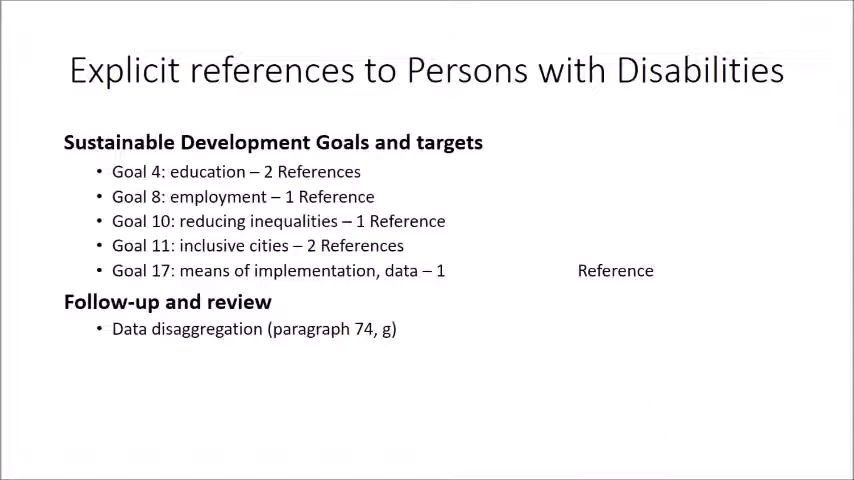 Explicit references to Persons with Disabilities
Sustainable Development Goals and targets
• Goal 4: education – 2 References
• Goal 8: employment – 1 Reference
• Goal 10: reducing inequalities – 1 Reference
• Goal 11: inclusive cities – 2 References
• Goal 17: means of implementation, data – 1 Reference
Follow-up and review
• Data disaggregation (paragraph 74, g)